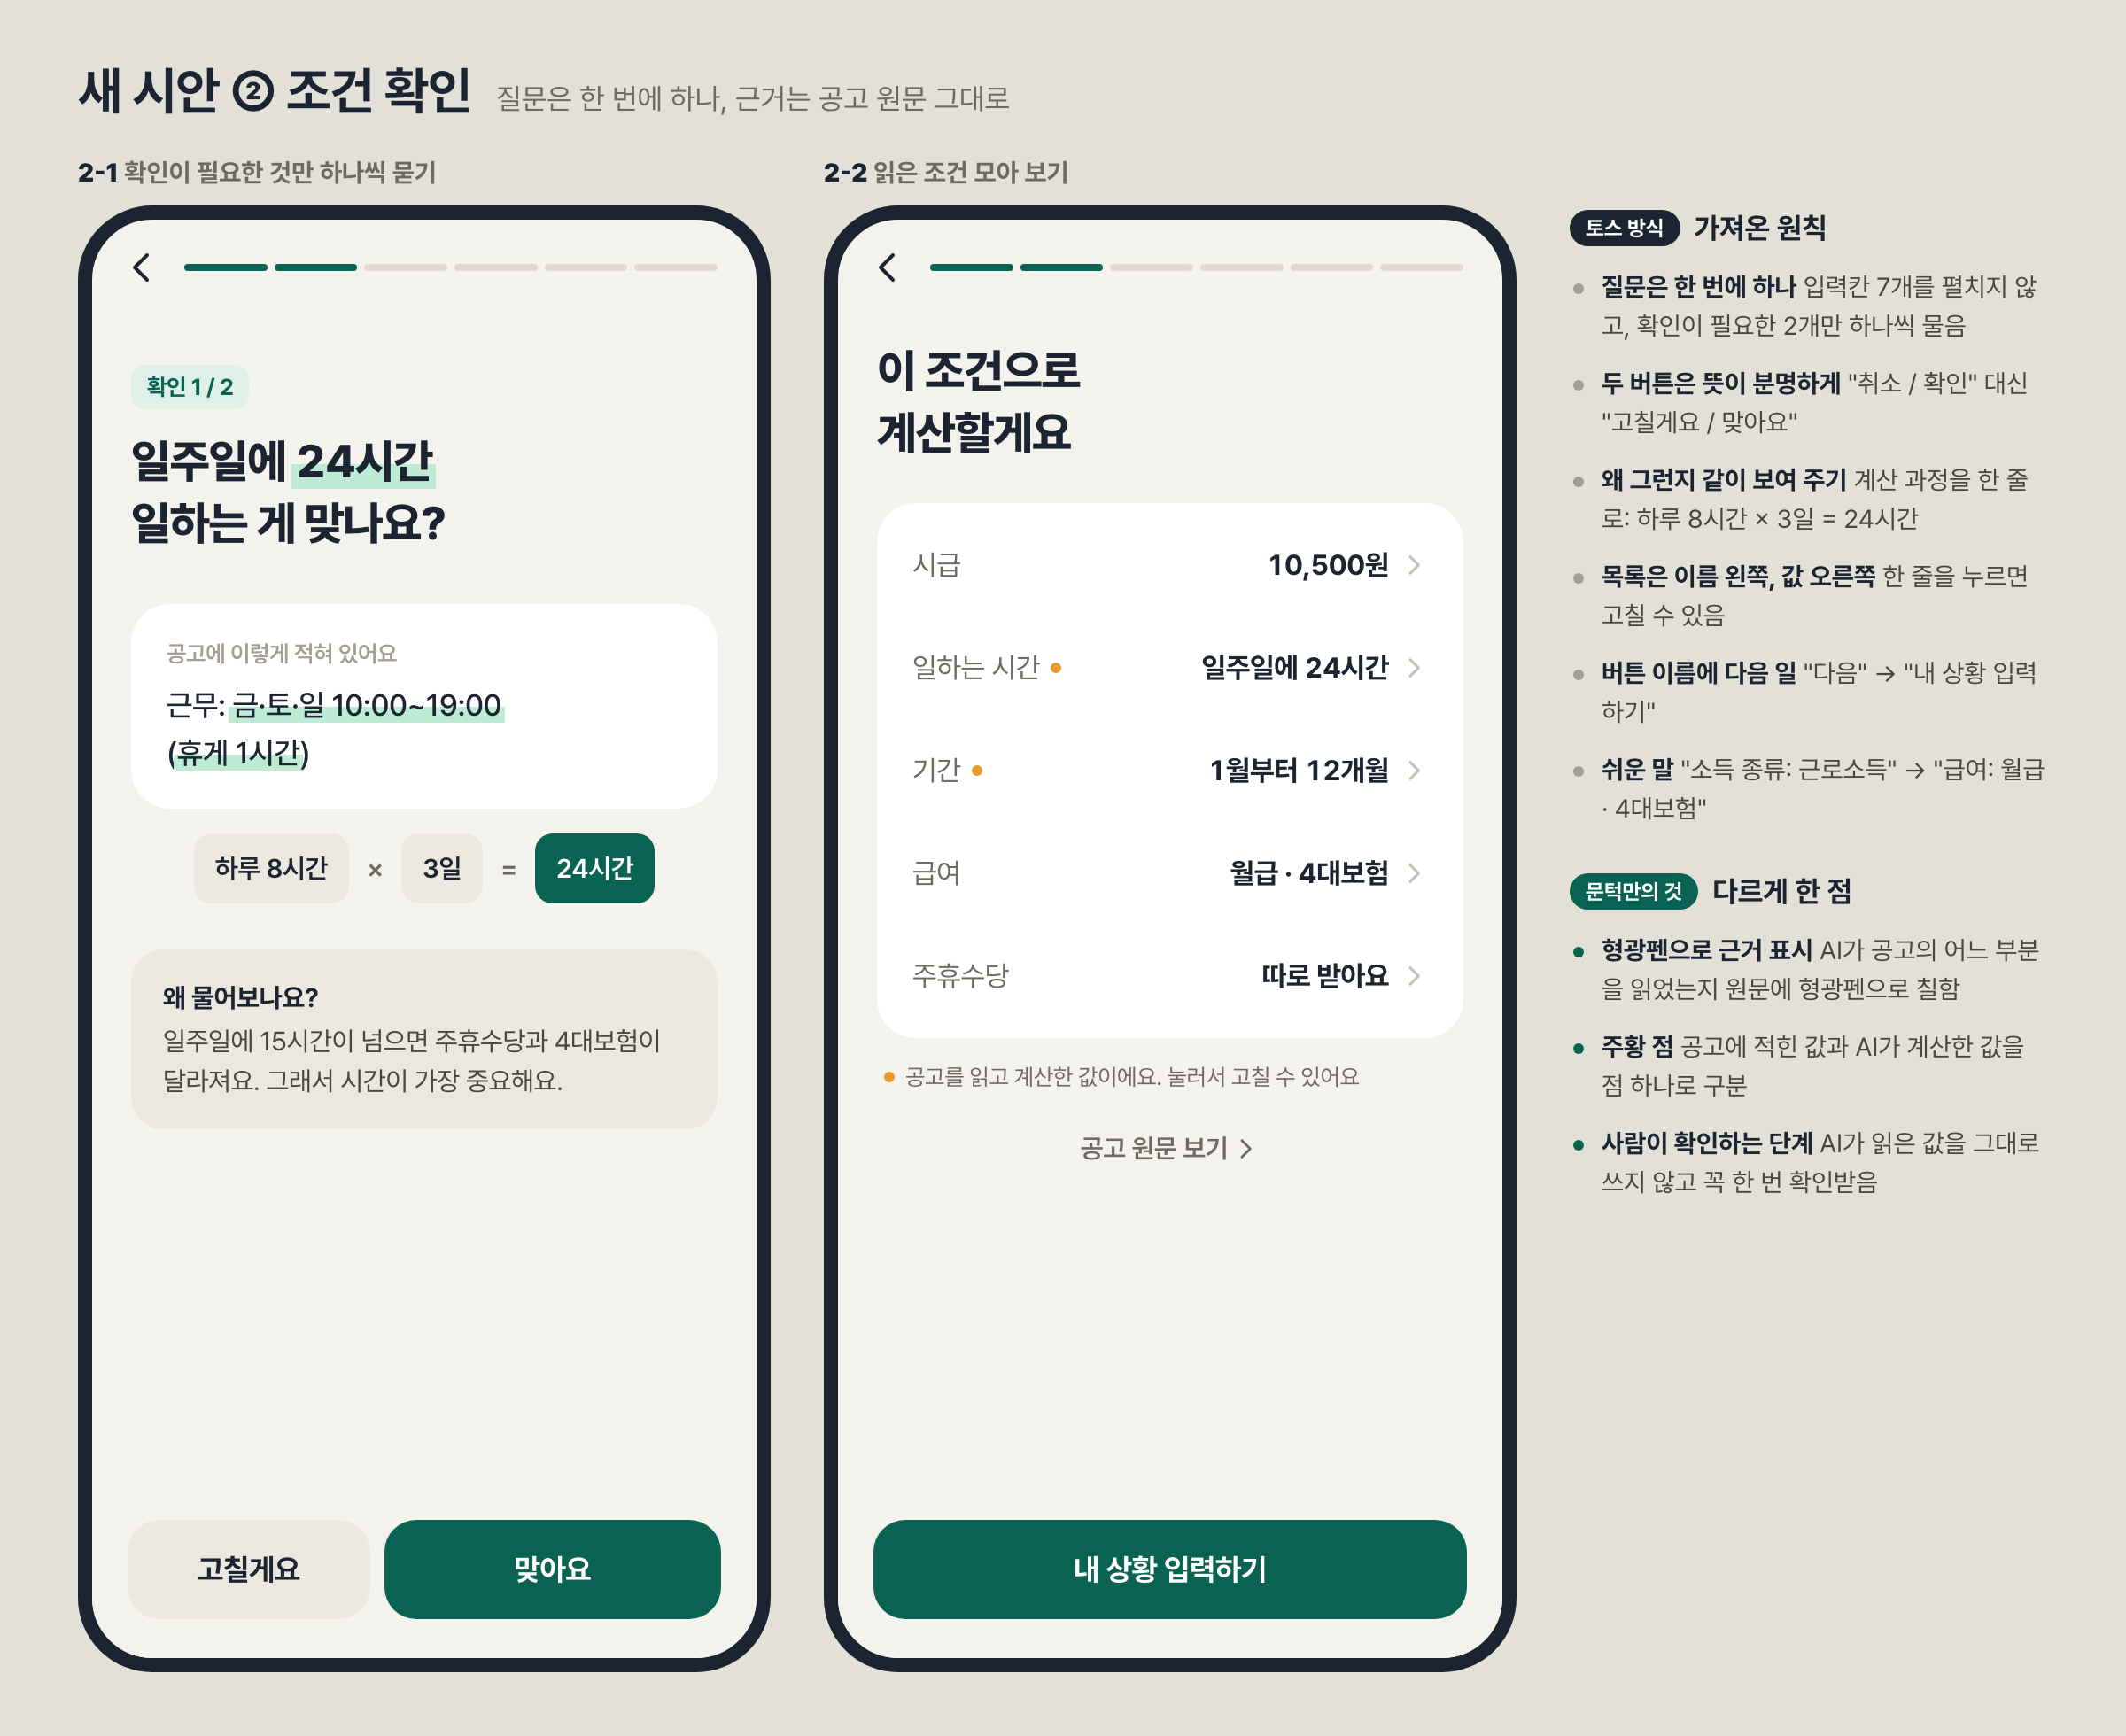 새 시안 ② 조건 확인 질문은 한 번에 하나, 근거는 공고 원문 그대로
2-1 확인이 필요한 것만 하나씩 묻기
확인 1 / 2
일주일에 24시간
일하는 게 맞나요?
공고에 이렇게 적혀 있어요
근무: 금·토·일 10:00~19:00
(휴게 1시간)
하루 8시간 × 3일 = 24시간
왜 물어보나요?
일주일에 15시간이 넘으면 주휴수당과 4대보험이
달라져요. 그래서 시간이 가장 중요해요.
고칠게요 맞아요
2-2 읽은 조건 모아 보기
이 조건으로
계산할게요
시급 10,500원
일하는 시간 일주일에 24시간
기간 1월부터 12개월
급여 월급 · 4대보험
주휴수당 따로 받아요
공고를 읽고 계산한 값이에요. 눌러서 고칠 수 있어요
공고 원문 보기
내 상황 입력하기
토스 방식 가져온 원칙
질문은 한 번에 하나 입력칸 7개를 펼치지 않
고, 확인이 필요한 2개만 하나씩 물음
두 버튼은 뜻이 분명하게 "취소 / 확인" 대신
"고칠게요 / 맞아요"
왜 그런지 같이 보여 주기 계산 과정을 한 줄
로: 하루 8시간 × 3일 = 24시간
목록은 이름 왼쪽, 값 오른쪽 한 줄을 누르면
고칠 수 있음
버튼 이름에 다음 일 "다음" → "내 상황 입력
하기"
쉬운 말 "소득 종류: 근로소득" → "급여: 월급
· 4대보험"
문턱만의 것 다르게 한 점
형광펜으로 근거 표시 AI가 공고의 어느 부분
을 읽었는지 원문에 형광펜으로 칠함
주황 점 공고에 적힌 값과 AI가 계산한 값을
점 하나로 구분
사람이 확인하는 단계 AI가 읽은 값을 그대로
쓰지 않고 꼭 한 번 확인받음